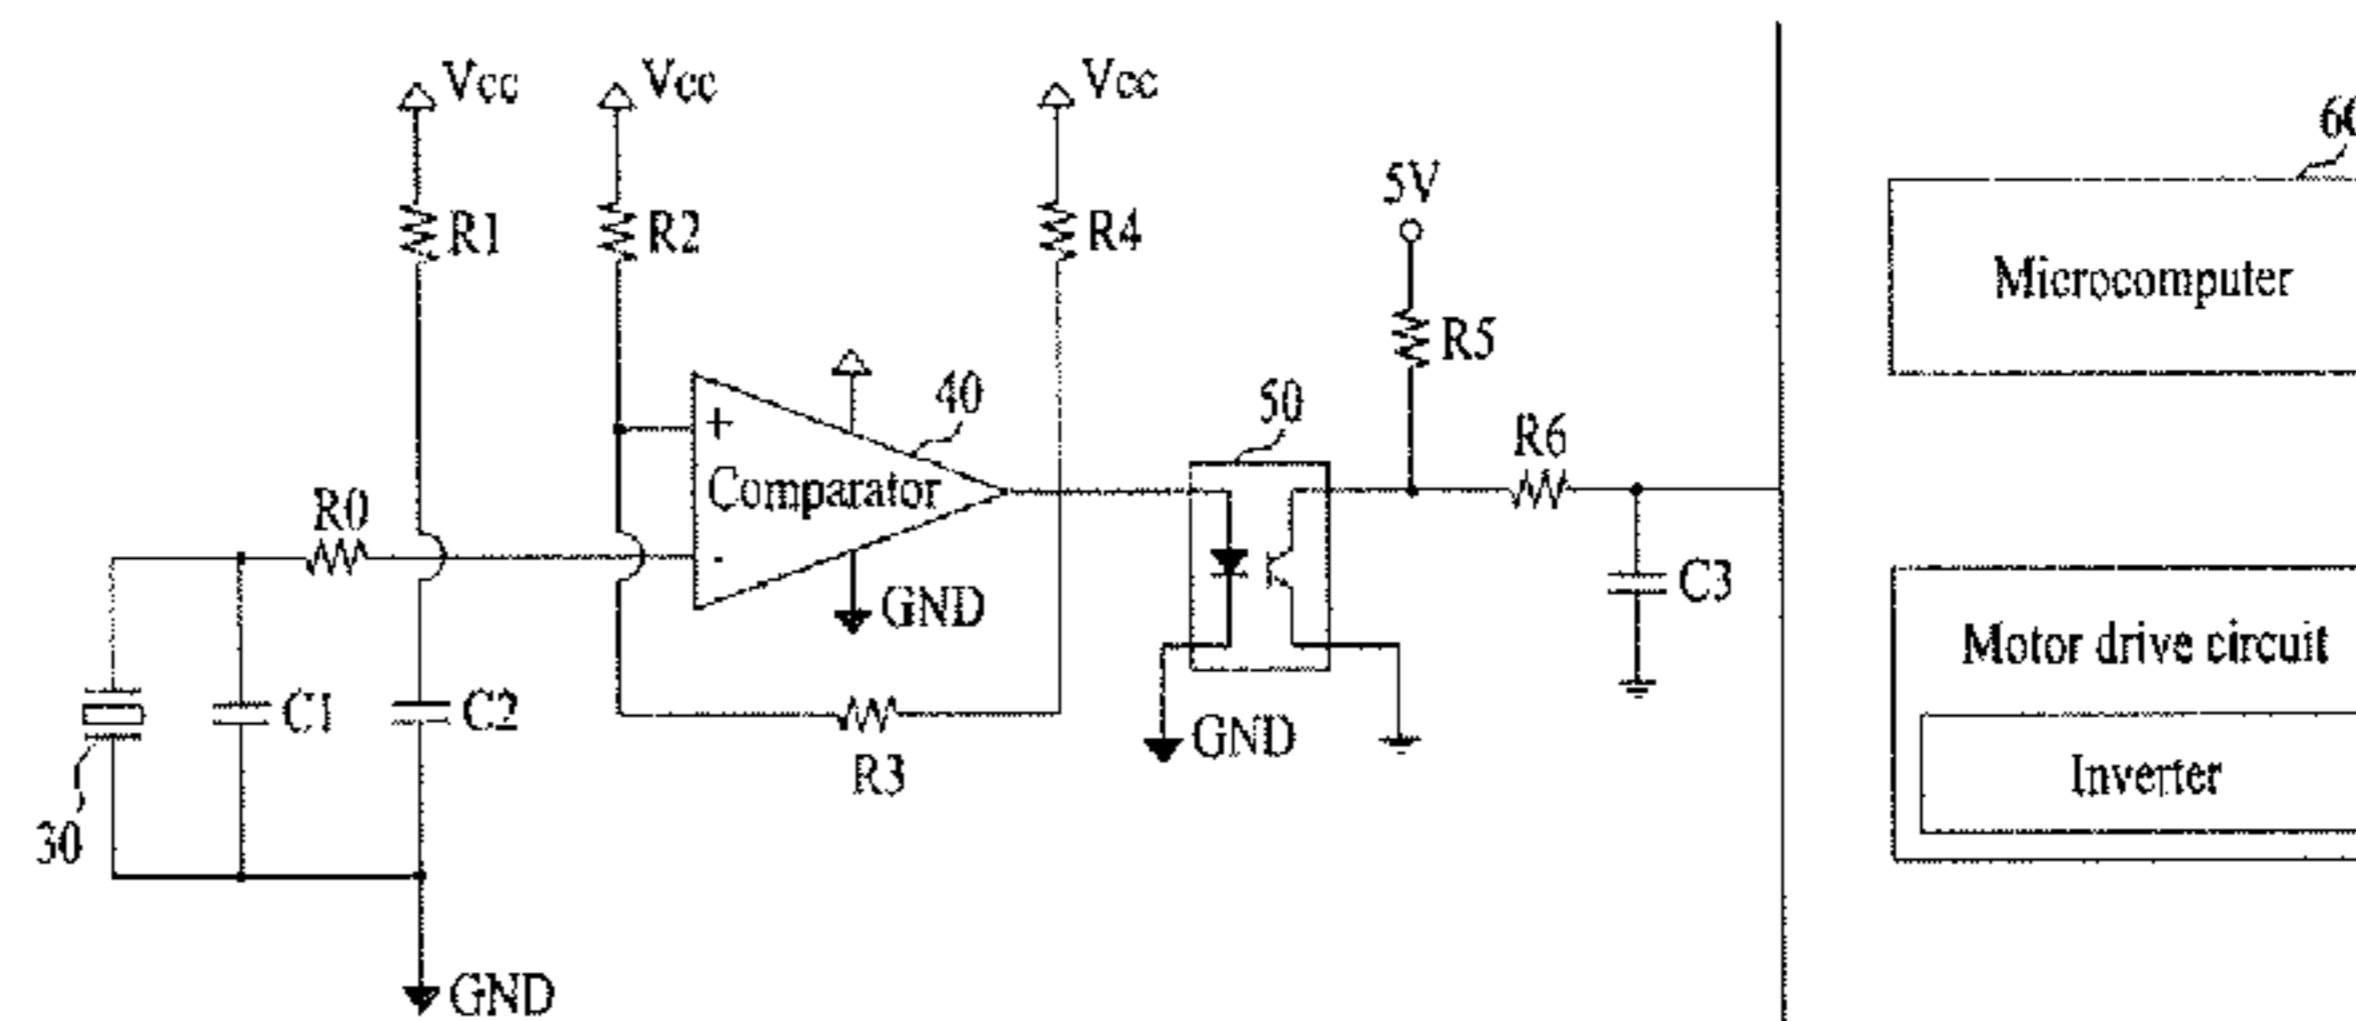 Vcc
Vcc
Vcc
5V
R1
R2
R4
Microcomputer
R5
40
50
+
Comparator
R6
R0
-
GND
C3
Motor drive circuit
C1
C2
GND
R3
Inverter
30
GND